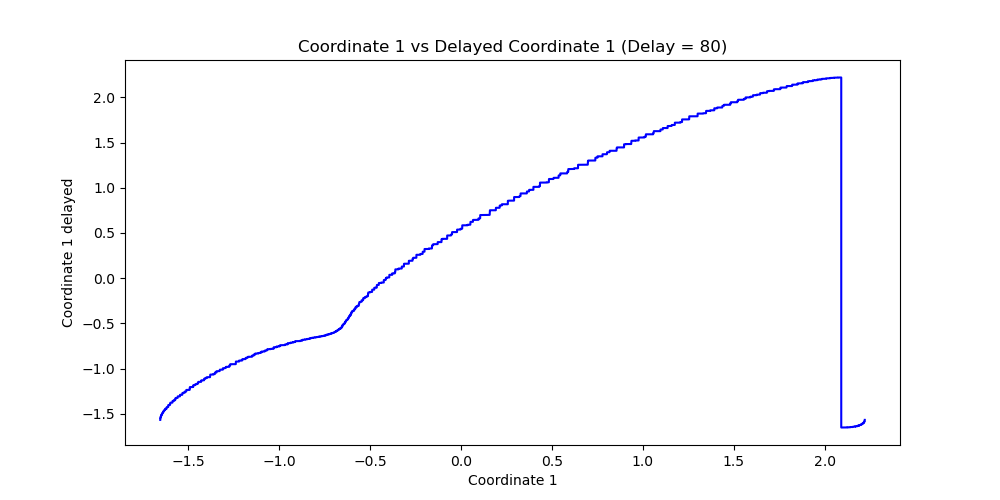 Coordinate 1 vs Delayed Coordinate 1 (Delay = 80)
Coordinate 1 delayed
2.0
1.5
1.0
0.5
0.0
−0.5
−1.0
−1.5
−1.5 −1.0 −0.5 0.0 0.5 1.0 1.5 2.0
Coordinate 1